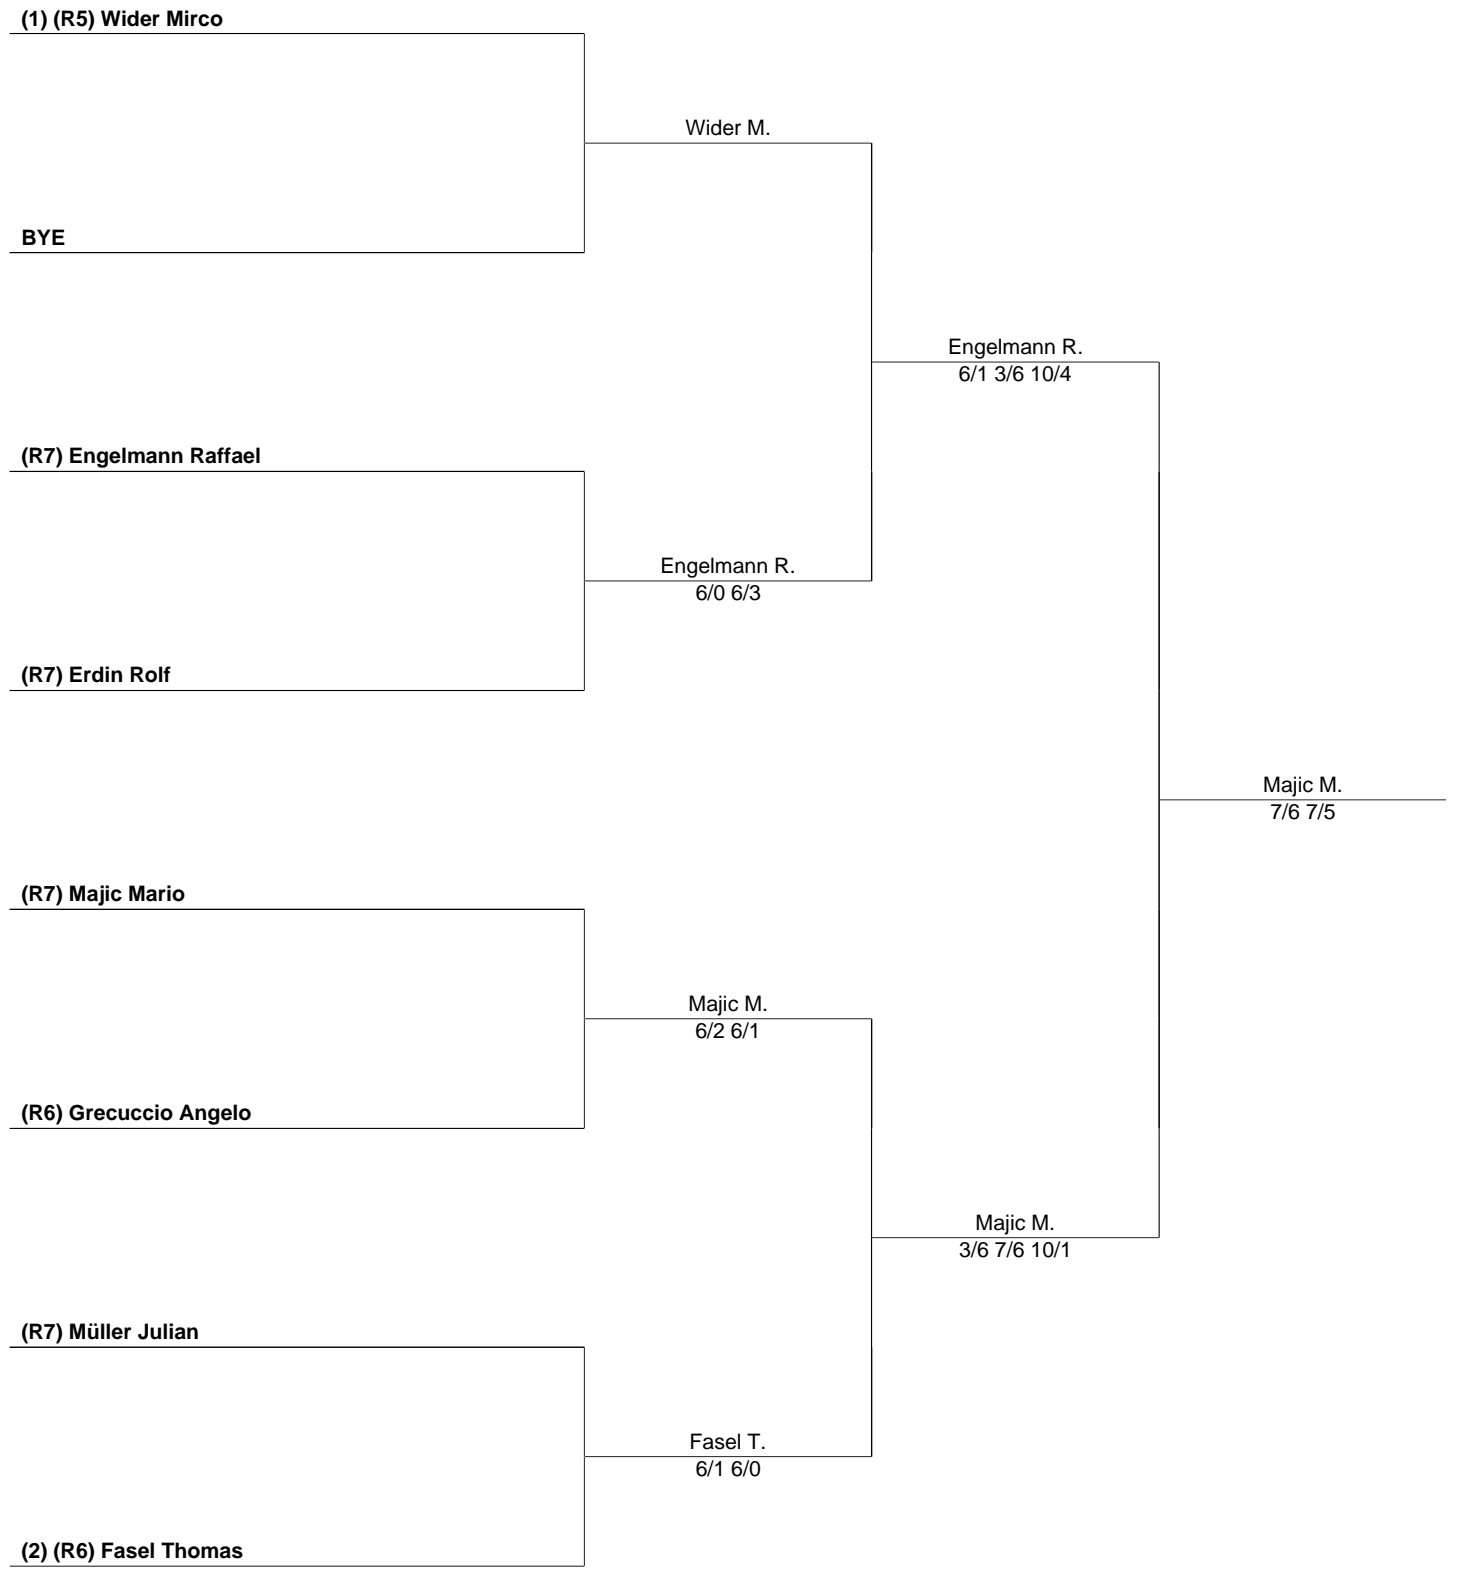 (1) (R5) Wider Mirco
Wider M.
BYE
Engelmann R.
6/1 3/6 10/4
(R7) Engelmann Raffael
Engelmann R.
6/0 6/3
(R7) Erdin Rolf
Majic M.
7/6 7/5
(R7) Majic Mario
Majic M.
6/2 6/1
(R6) Grecuccio Angelo
Majic M.
3/6 7/6 10/1
(R7) Müller Julian
Fasel T.
6/1 6/0
(2) (R6) Fasel Thomas